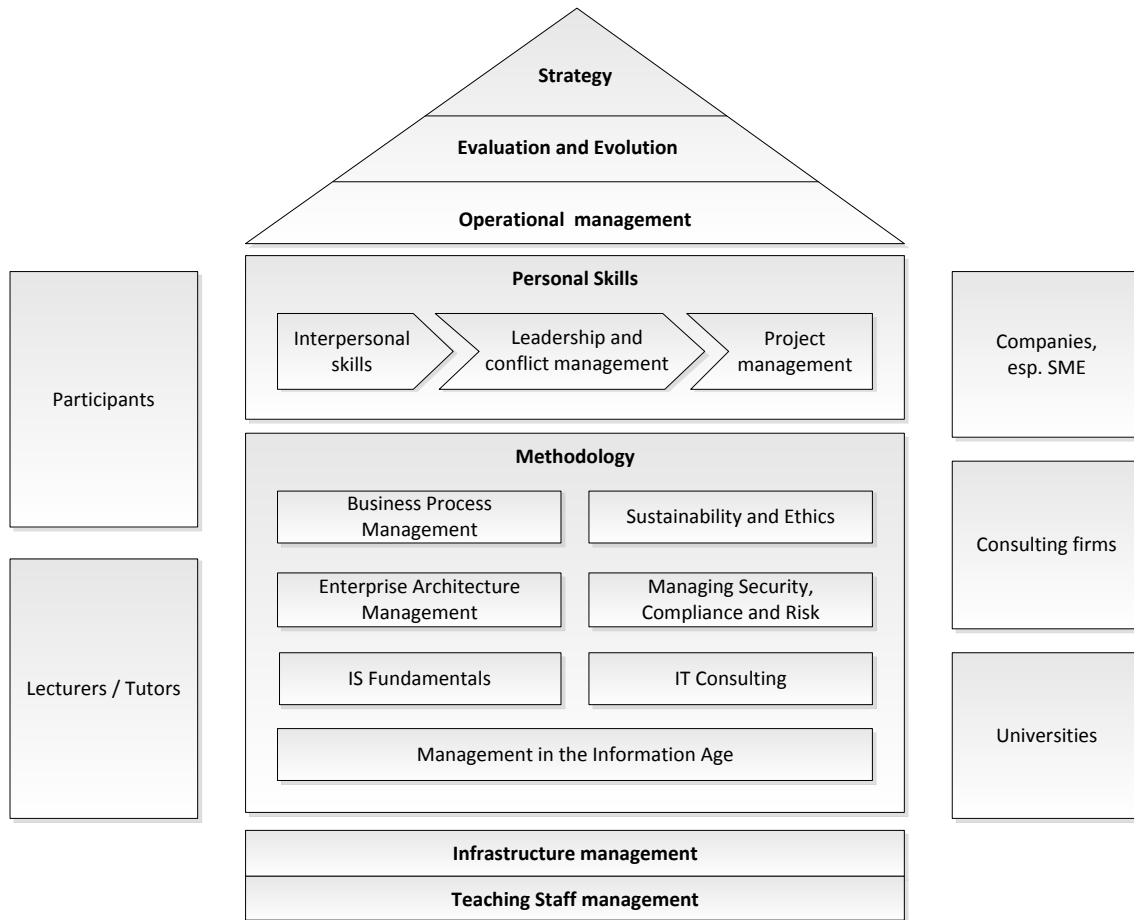 Strategy
Evaluation and Evolution
Operational management
Personal Skills
Interpersonal
skills
Leadership and
conflict management
Project
management
Participants
Lecturers / Tutors
Methodology
Business Process
Management
Sustainability and Ethics
Enterprise Architecture
Management
Managing Security,
Compliance and Risk
IS Fundamentals
IT Consulting
Management in the Information Age
Companies,
esp. SME
Consulting firms
Universities
Infrastructure management
Teaching Staff management